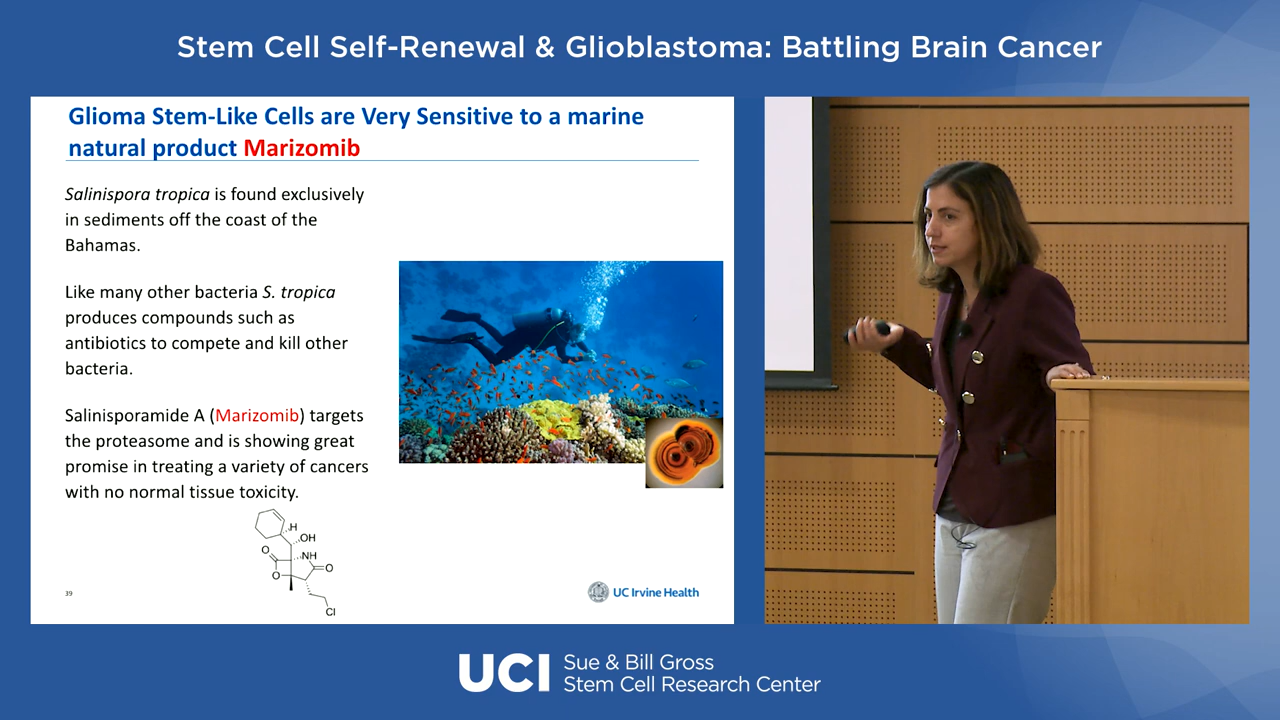 Stem Cell Self-Renewal & Glioblastoma: Battling Brain Cancer
Glioma Stem-Like Cells are Very Sensitive to a marine
natural product Marizomib
Salinispora tropica is found exclusively
in sediments off the coast of the
Bahamas.
Like many other bacteria S. tropica
produces compounds such as
antibiotics to compete and kill other
bacteria.
Salinisporamide A (Marizomib) targets
the proteasome and is showing great
promise in treating a variety of cancers
with no normal tissue toxicity.
H
OH
O
NH
O
O
Cl
39
UC Irvine Health
UCI
Sue & Bill Gross
Stem Cell Research Center